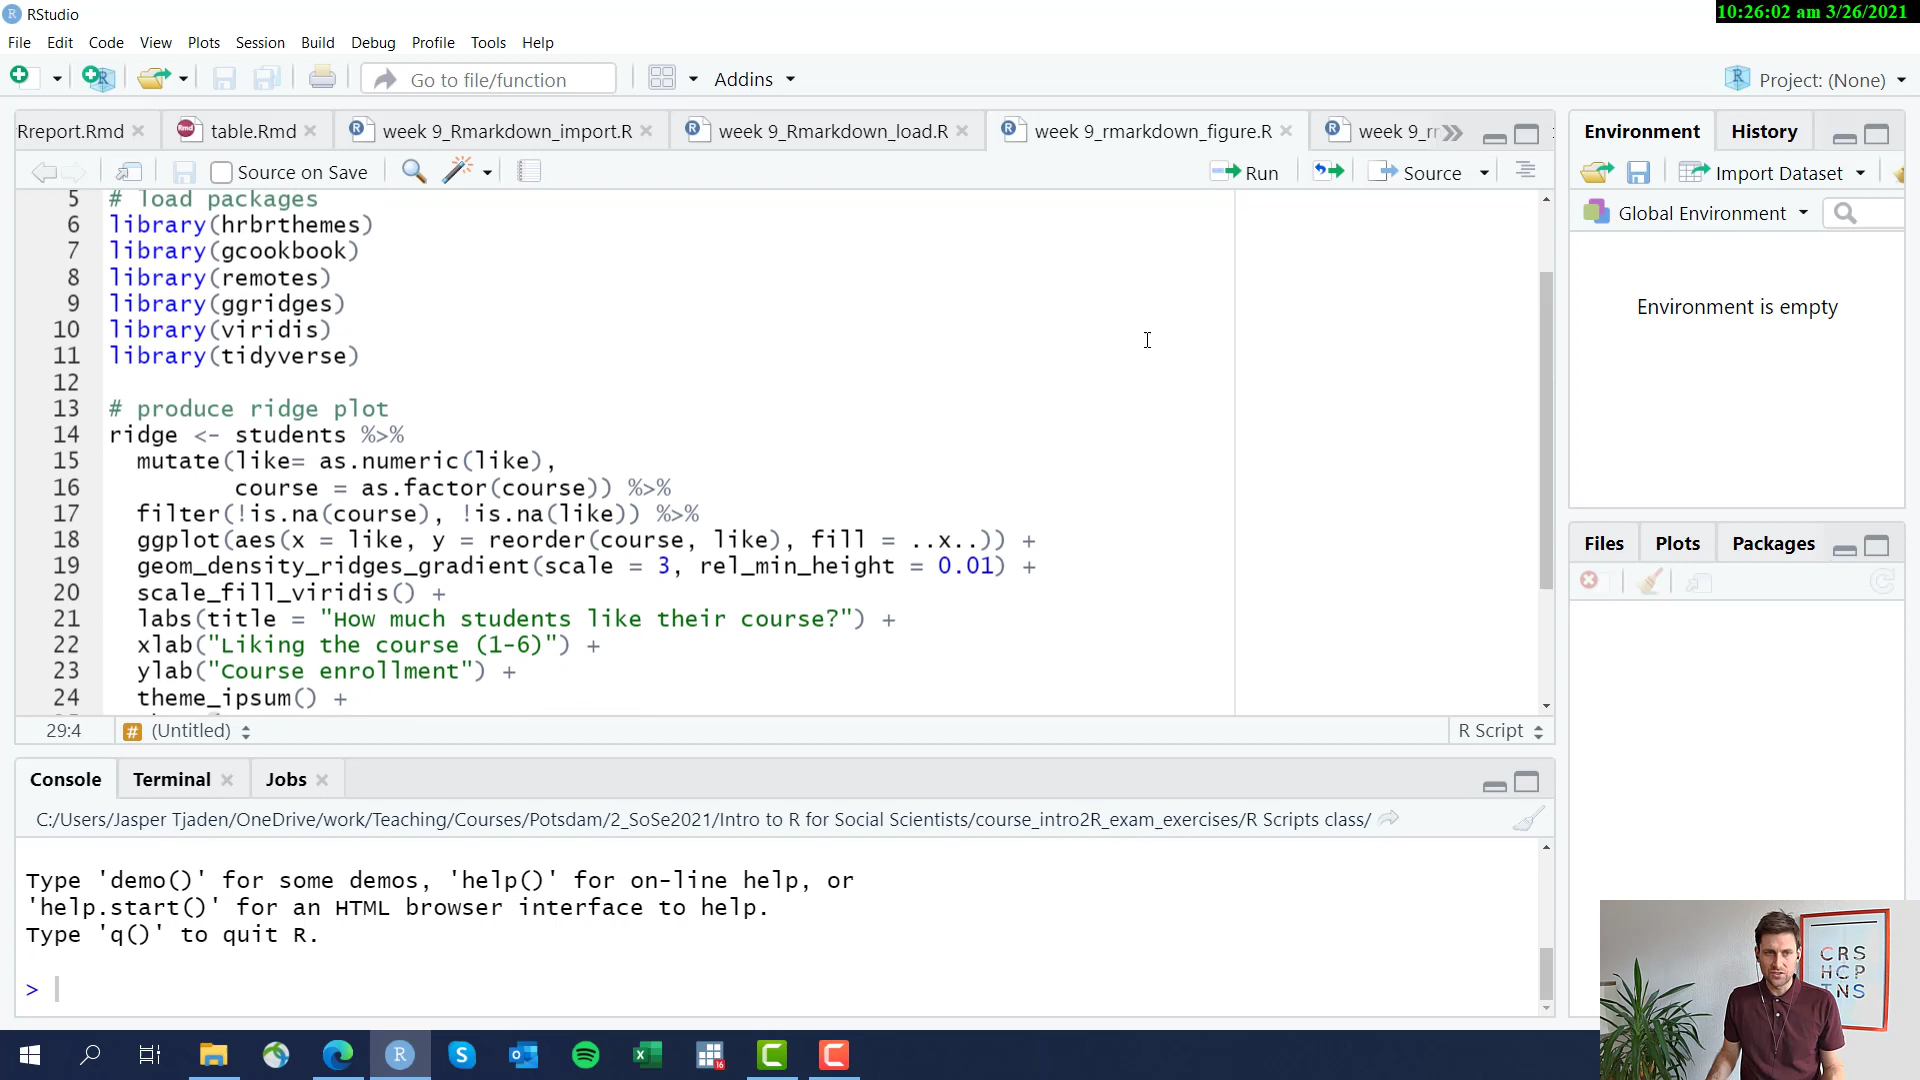 RStudio
10:26:02 am 3/26/2021
File Edit Code View Plots Session Build Debug Profile Tools Help
Go to file/function
Addins
Project: (None)
Rreport.Rmd
table.Rmd
week 9_Rmarkdown_import.R
week 9_Rmarkdown_load.R
week 9_rmarkdown_figure.R
week 9_rr
Source on Save
Run
Source
5 # load packages
6 library(hrbrthemes)
7 library(gcookbook)
8 library(remotes)
9 library(ggridges)
10 library(viridis)
11 library(tidyverse)
12
13 # produce ridge plot
14 ridge <- students %>%
15 mutate(like= as.numeric(like),
16 course = as.factor(course)) %>%
17 filter(!is.na(course), !is.na(like)) %>%
18 ggplot(aes(x = like, y = reorder(course, like), fill = ..x..)) +
19 geom_density_ridges_gradient(scale = 3, rel_min_height = 0.01) +
20 scale_fill_viridis() +
21 labs(title = "How much students like their course?") +
22 xlab("Liking the course (1-6)") +
23 ylab("Course enrollment") +
24 theme_ipsum() +
29:4
# (Untitled)
R Script
Console Terminal Jobs
C:/Users/Jasper Tjaden/OneDrive/work/Teaching/Courses/Potsdam/2_SoSe2021/Intro to R for Social Scientists/course_intro2R_exam_exercises/R Scripts class/
Type 'demo()' for some demos, 'help()' for on-line help, or
'help.start()' for an HTML browser interface to help.
Type 'q()' to quit R.
>
Environment History
Import Dataset
Global Environment
Environment is empty
Files Plots Packages
CRS
HCP
INS